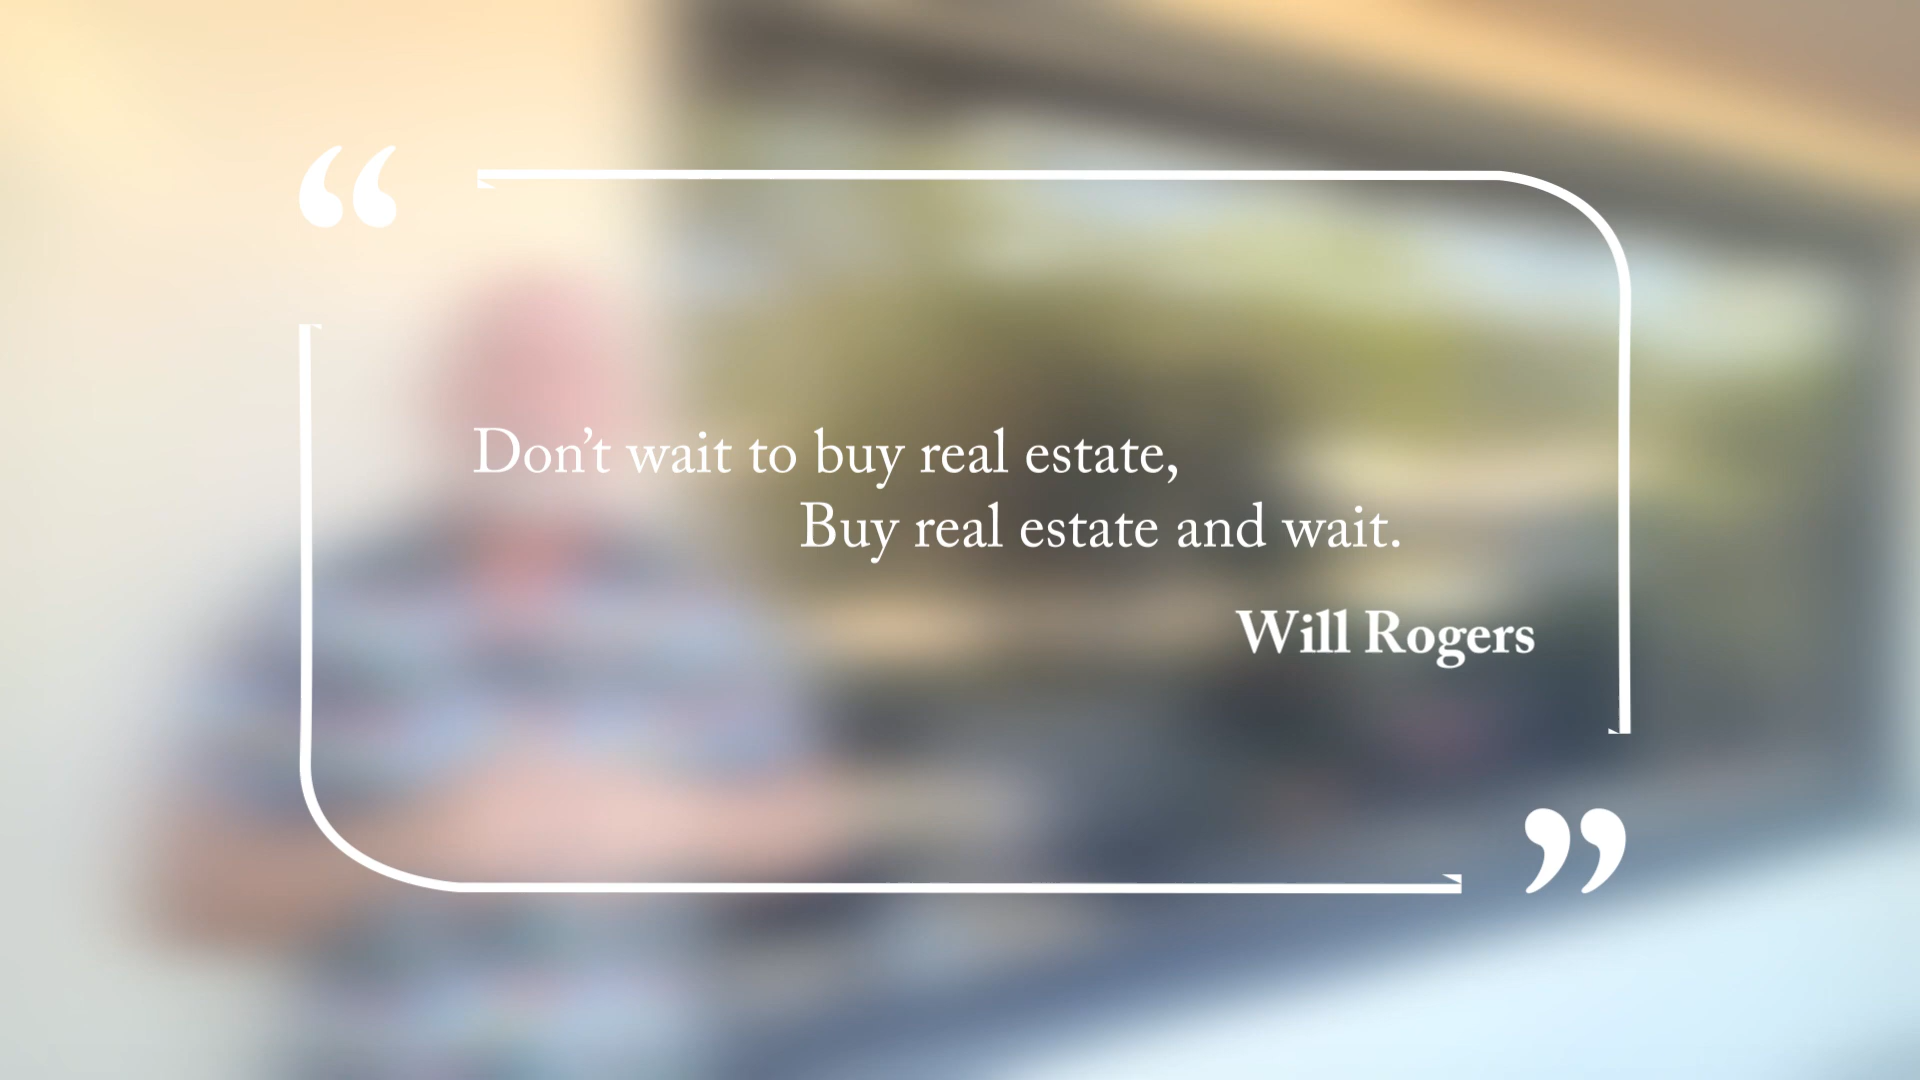 “
Don’t wait to buy real estate,
Buy real estate and wait.
Will Rogers
”